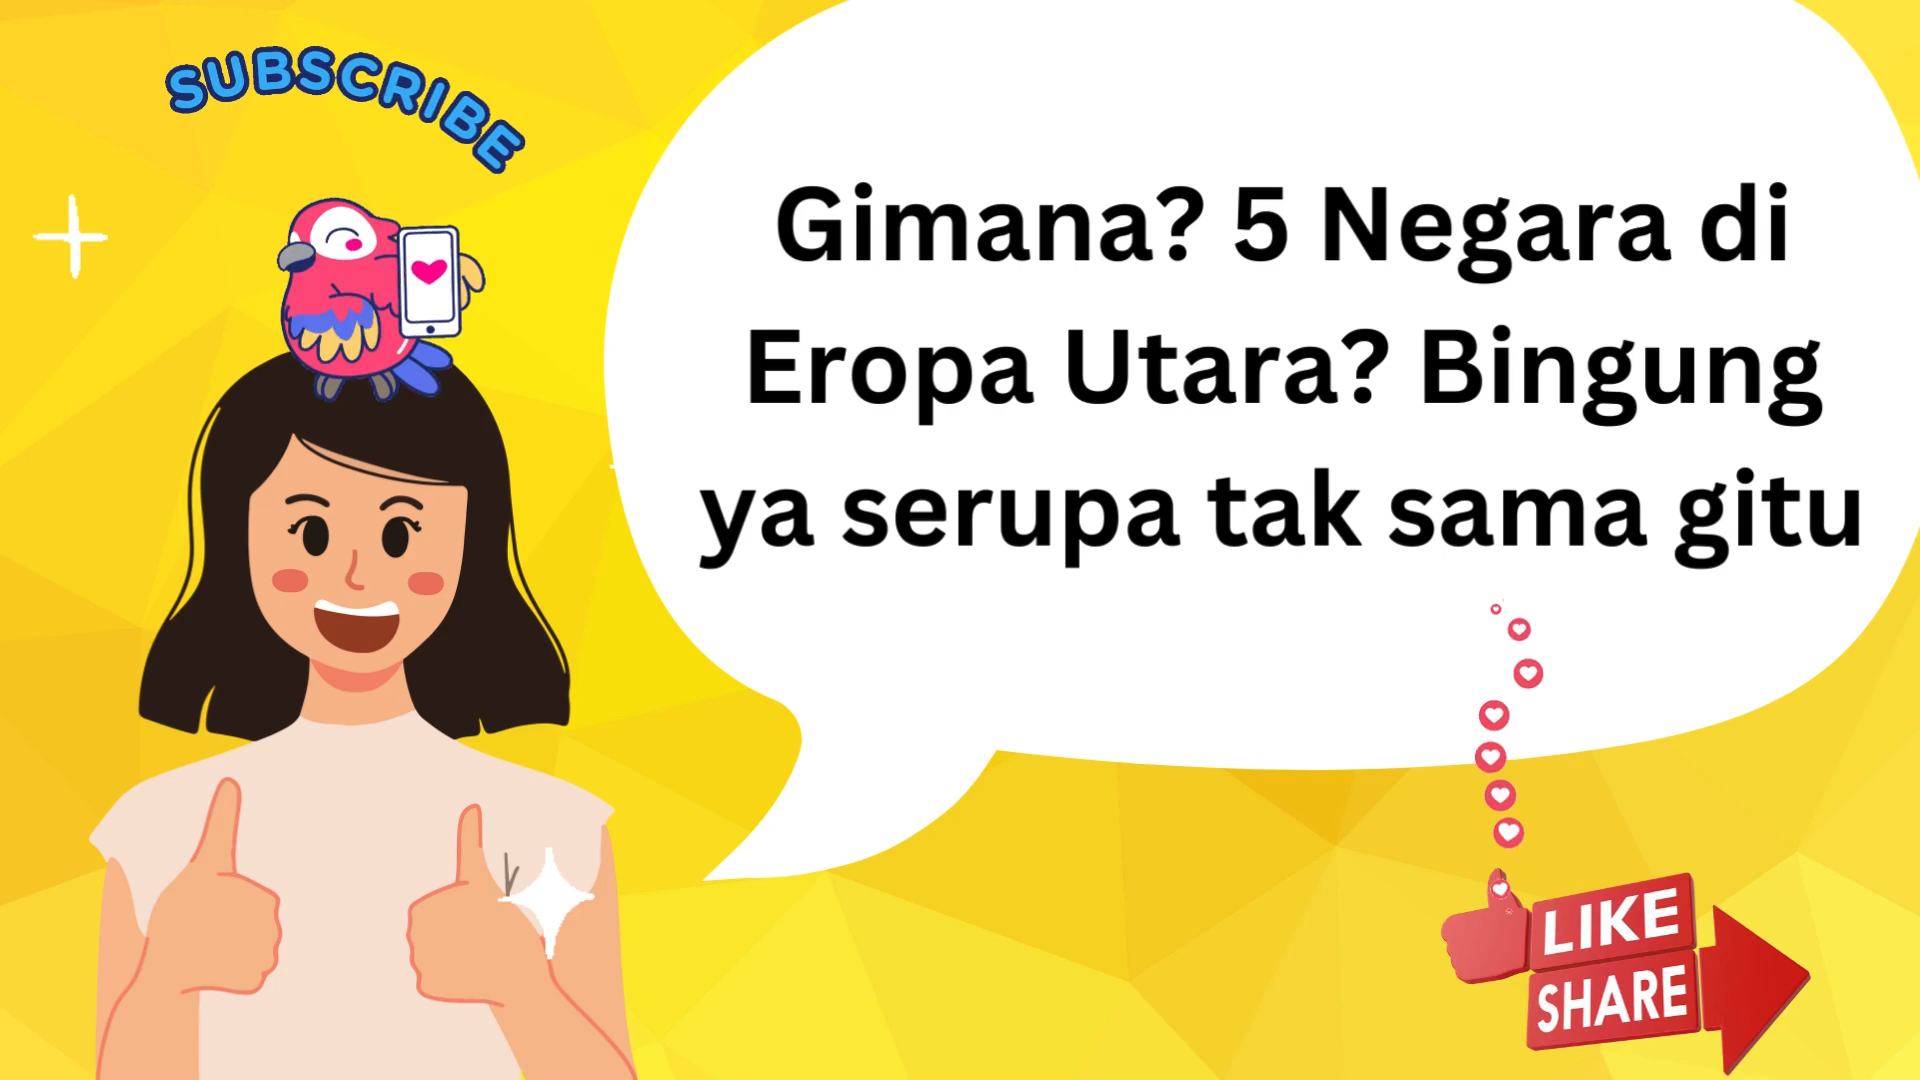 SUBSCRIBE
Gimana? 5 Negara di
Eropa Utara? Bingung
ya serupa tak sama gitu
LIKE
SHARE